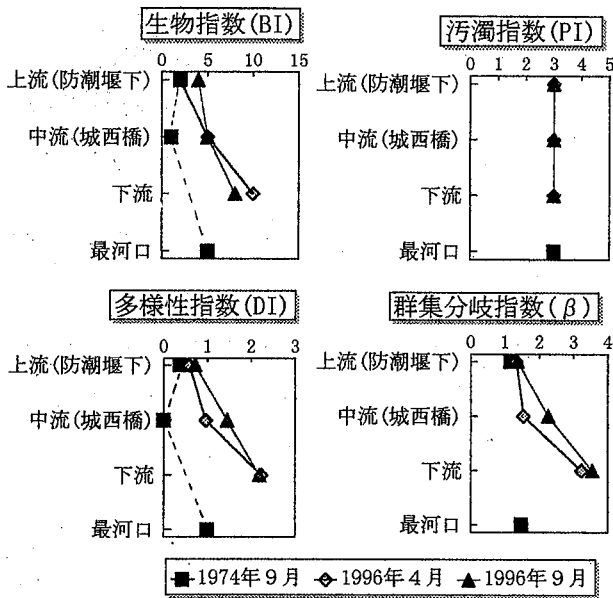 生物指数(BI)
0 5 10 15
上流(防潮堰下)
中流(城西橋)
下流
最河口
汚濁指数(PI)
0 1 2 3 4 5
上流(防潮堰下)
中流(城西橋)
下流
最河口
多様性指数(DI)
0 1 2 3
上流(防潮堰下)
中流(城西橋)
下流
最河口
群集分岐指数(β)
0 1 2 3 4
上流(防潮堰下)
中流(城西橋)
下流
最河口
1974年9月 1996年4月 1996年9月